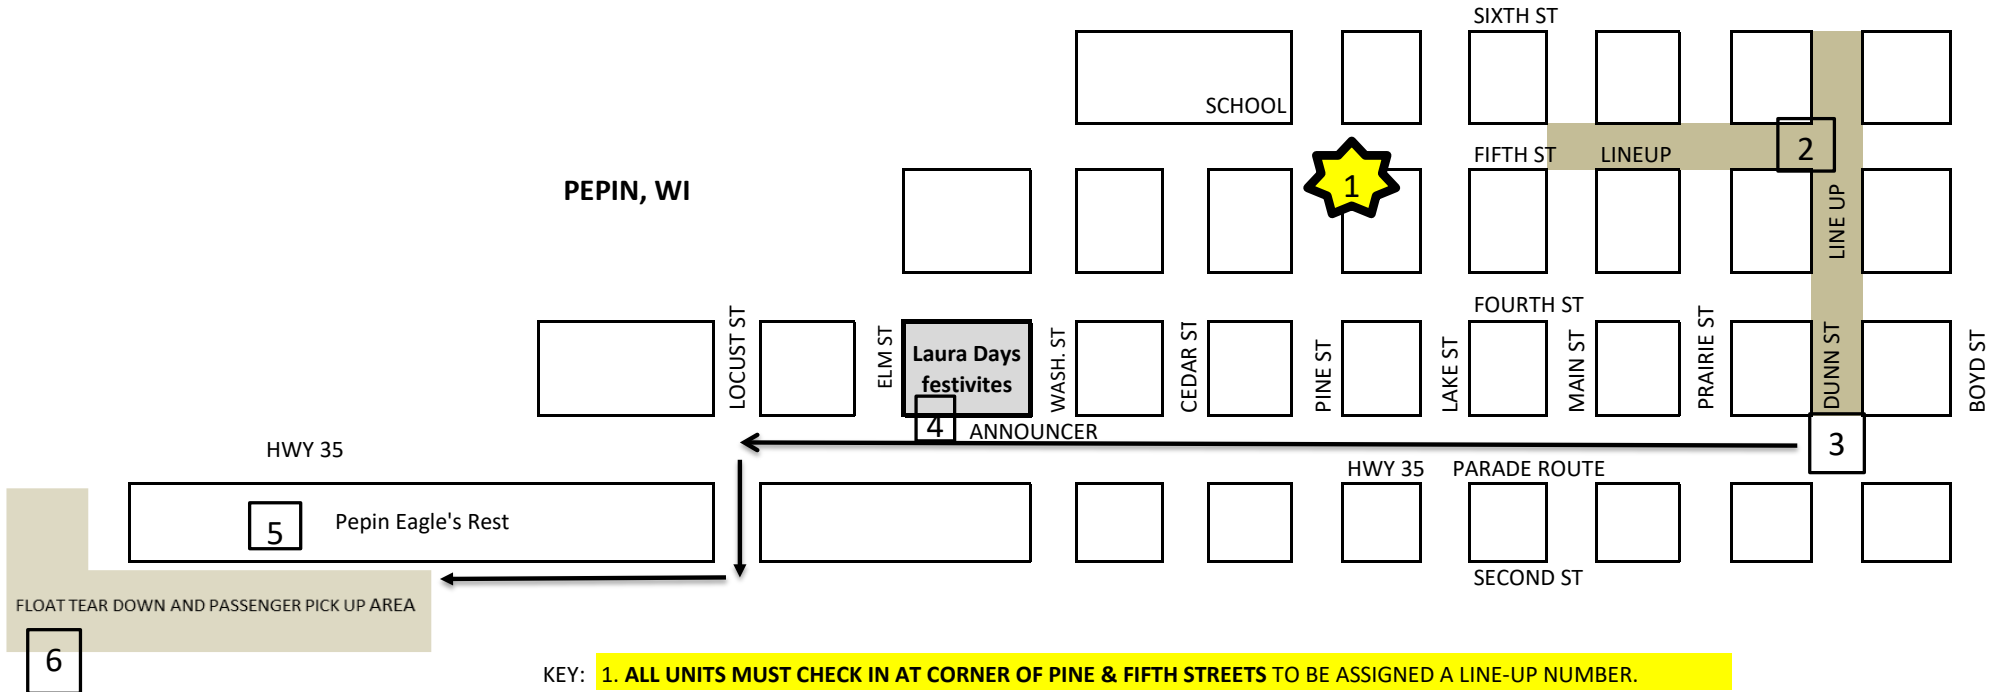 SIXTH ST
SCHOOL
FIFTH ST
LINEUP
2
PEPIN, WI
1
LINE UP
FOURTH ST
LOCUST ST
ELM ST
Laura Days
festivites
WASH. ST
CEDAR ST
PINE ST
LAKE ST
MAIN ST
PRAIRIE ST
DUNN ST
BOYD ST
4
ANNOUNCER
3
HWY 35
HWY 35 PARADE ROUTE
5
Pepin Eagle's Rest
SECOND ST
FLOAT TEAR DOWN AND PASSENGER PICK UP AREA
6
KEY: 1. ALL UNITS MUST CHECK IN AT CORNER OF PINE & FIFTH STREETS TO BE ASSIGNED A LINE-UP NUMBER.